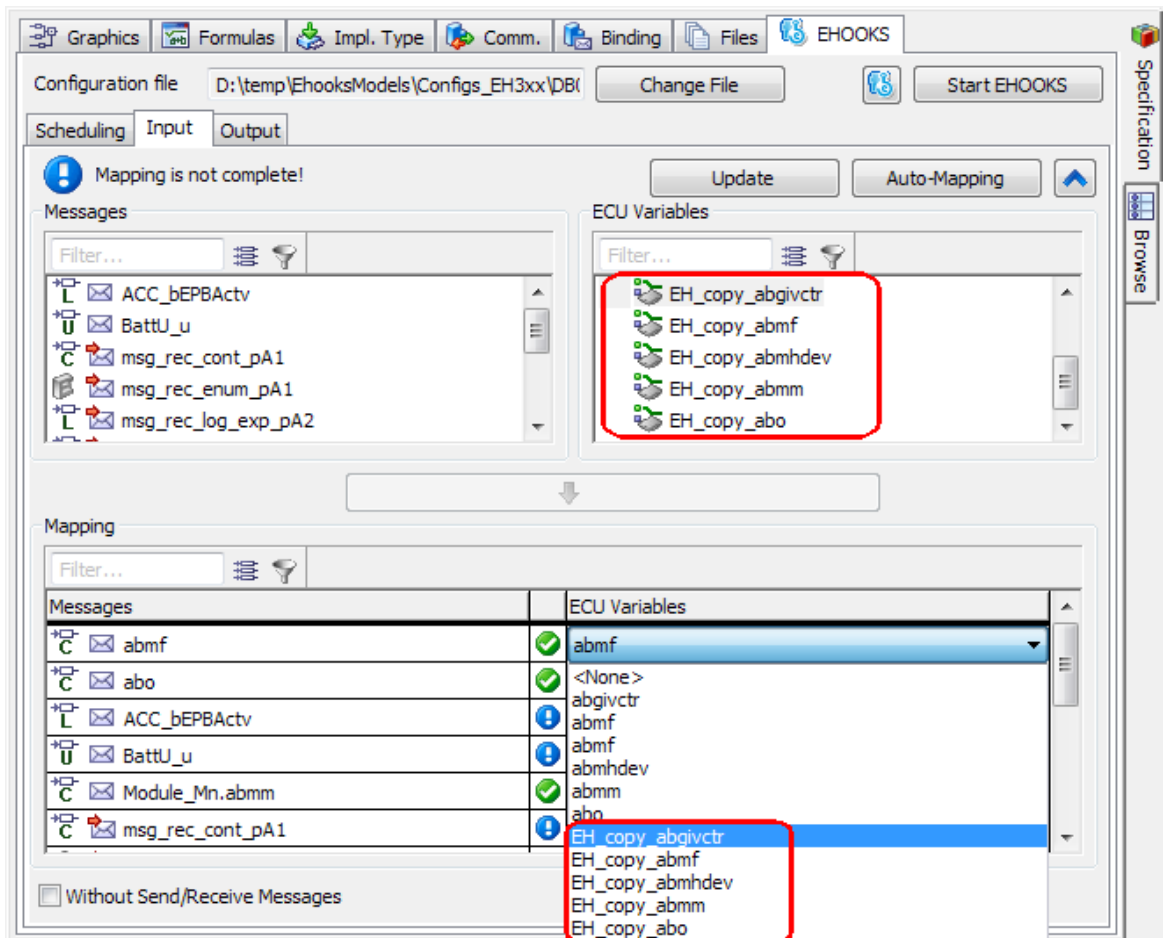 Graphics Formulas Impl. Type Comm. Binding Files EHOOKS
Configuration file D:\temp\EhooksModels\Configs_EH3xx\DB( Change File Start EHOOKS
Scheduling Input Output
Mapping is not complete! Update Auto-Mapping
Messages ECU Variables
Filter... Filter...
ACC_bEPBActv EH_copy_abgivctr
BattU_u EH_copy_abmf
msg_rec_cont_pA1 EH_copy_abmhdev
msg_rec_enum_pA1 EH_copy_abmm
msg_rec_log_exp_pA2 EH_copy_abo
Mapping
Filter...
Messages ECU Variables
abmf abmf
abo <None>
abgivctr
ACC_bEPBActv abmf
abmf
BattU_u abmhdev
Module_Mn.abmm abmm
abo
msg_rec_cont_pA1 EH_copy_abgivctr
EH_copy_abmf
EH_copy_abmhdev
Without Send/Receive Messages EH_copy_abmm
EH_copy_abo
Specification
Browse